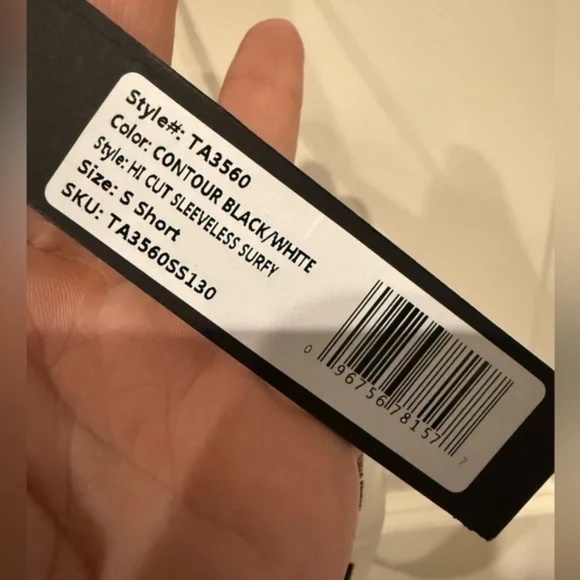 Style#: TA3560
Color: CONTOUR BLACK/WHITE
Style: HI CUT SLEEVELESS SURFY
Size: S Short
SKU: TA3560SS130
0 96756 78157 7